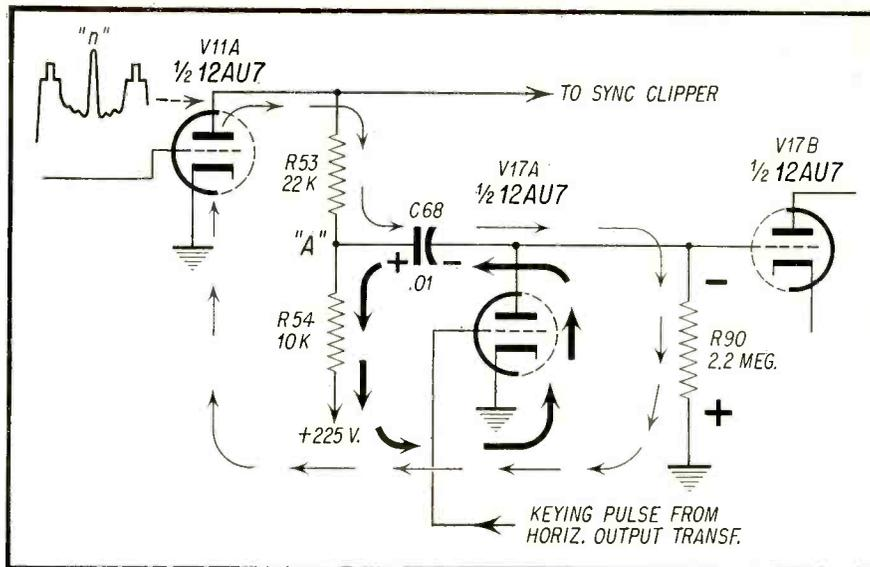 "n"
V11A
½ 12AU7
TO SYNC CLIPPER
R53
22 K
V17A
½ 12AU7
V17B
½ 12AU7
C68
"A"
+ −
.01
R54
10K
−
R90
2.2 MEG.
+
+225 V.
KEYING PULSE FROM
HORIZ. OUTPUT TRANSF.